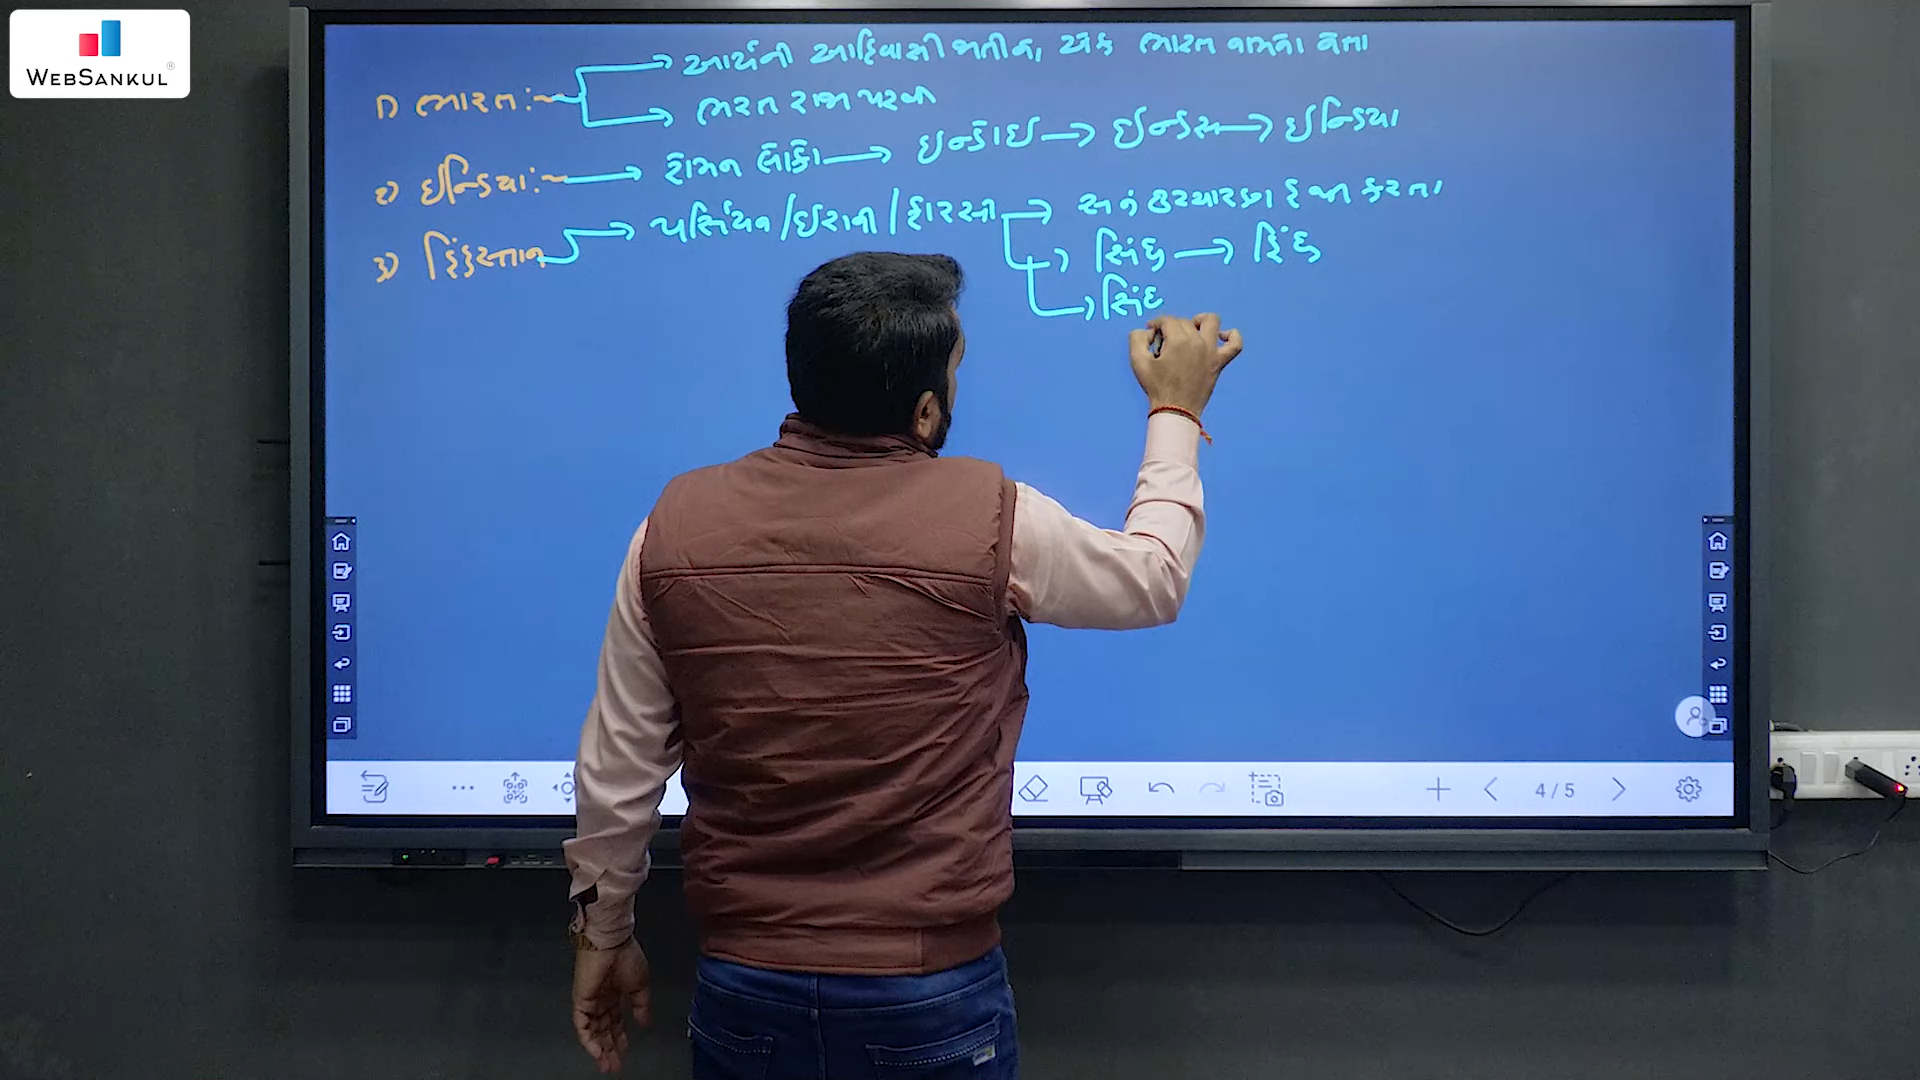 WEBSANKUL
આર્યની આદિવાસી જાતિના, એક ભારત નામના નેતા
1) ભારત :-
ભરત રાજા પરથી
2) ઇન્ડિયા :- રોમન લોકો → ઇન્ડોઇ → ઇન્ડસ → ઇન્ડિયા
3) હિંદુસ્તાન → પર્સિયન / ઇરાની / ફારસી → સ નું ઉચ્ચારણ હ થી કરતા
→ સિંધુ → હિંદુ
→ સિંધ
4/5